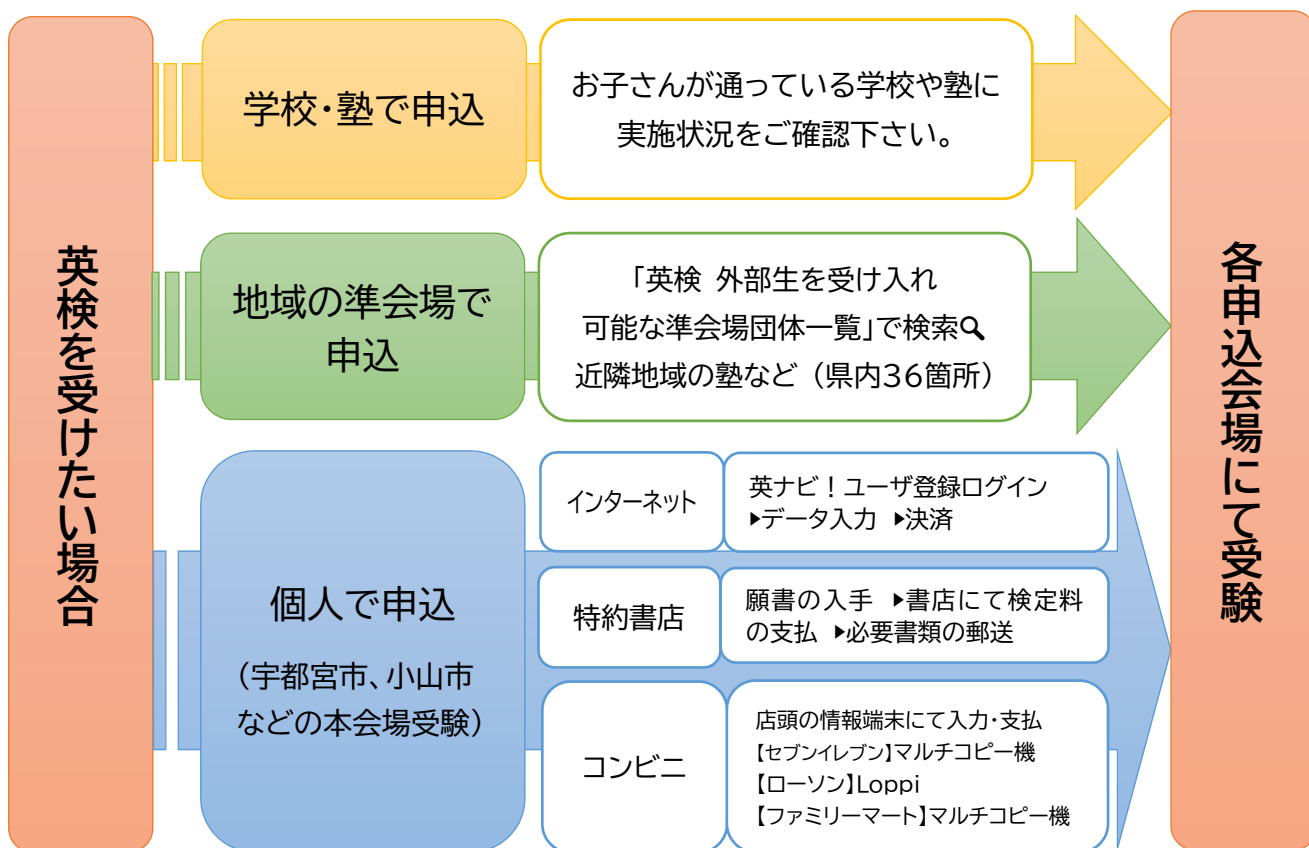 英検を受けたい場合
学校・塾で申込
お子さんが通っている学校や塾に
実施状況をご確認下さい。
地域の準会場で
申込
「英検 外部生を受け入れ
可能な準会場団体一覧」で検索
近隣地域の塾など（県内36箇所）
個人で申込
（宇都宮市、小山市
などの本会場受験）
インターネット
英ナビ！ユーザ登録ログイン
▶データ入力 ▶決済
特約書店
願書の入手 ▶書店にて検定料
の支払 ▶必要書類の郵送
コンビニ
店頭の情報端末にて入力・支払
【セブンイレブン】マルチコピー機
【ローソン】Loppi
【ファミリーマート】マルチコピー機
各申込会場にて受験